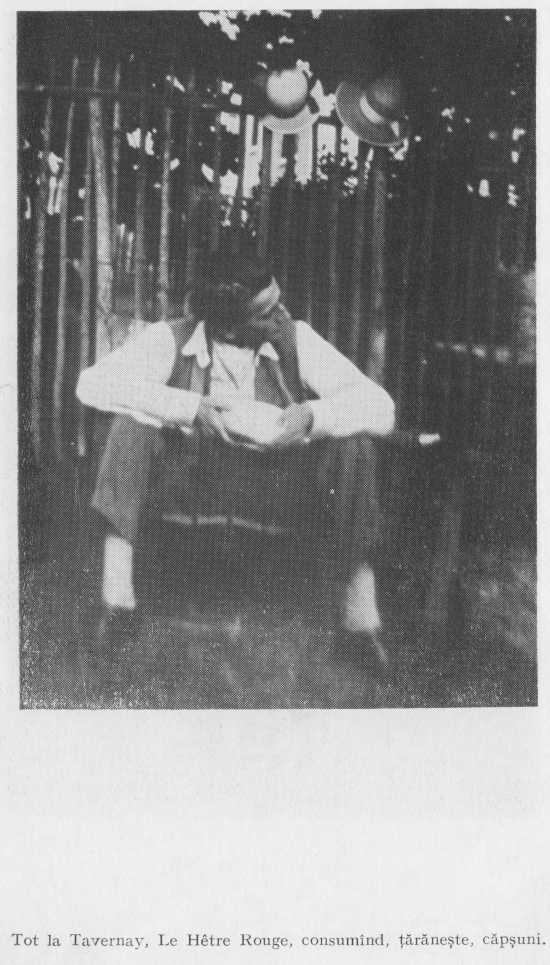 Tot la Tavernay, Le Hêtre Rouge, consumînd, țărănește, căpșuni.